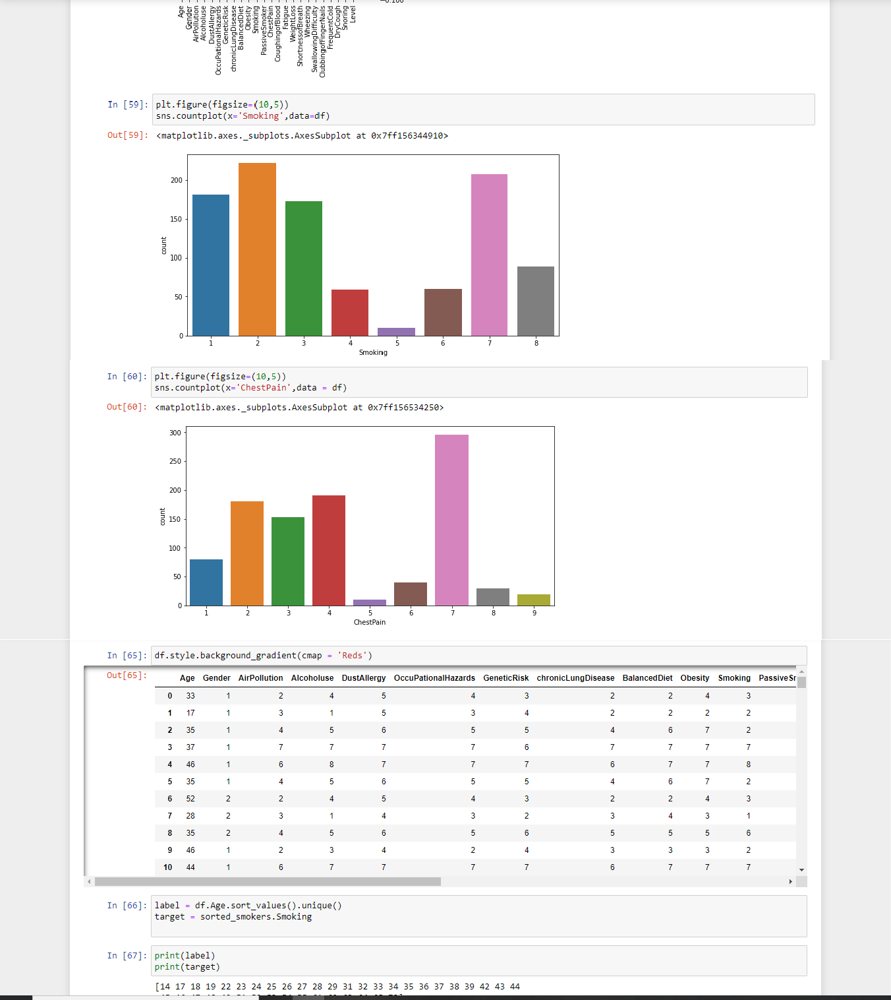 −0.100
Age
Gender
AirPollution
Alcoholuse
DustAllergy
OccuPationalHazards
GeneticRisk
chronicLungDisease
BalancedDiet
Obesity
Smoking
PassiveSmoker
ChestPain
CoughingofBlood
Fatigue
WeightLoss
ShortnessofBreath
Wheezing
SwallowingDifficulty
ClubbingofFingerNails
FrequentCold
DryCough
Snoring
Level
In [59]: plt.figure(figsize=(10,5))
sns.countplot(x='Smoking',data=df)
Out[59]: <matplotlib.axes._subplots.AxesSubplot at 0x7ff156344910>
200
150
100
50
0
count
1 2 3 4 5 6 7 8
Smoking
In [60]: plt.figure(figsize=(10,5))
sns.countplot(x='ChestPain',data = df)
Out[60]: <matplotlib.axes._subplots.AxesSubplot at 0x7ff156534250>
300
250
200
150
100
50
0
count
1 2 3 4 5 6 7 8 9
ChestPain
In [65]: df.style.background_gradient(cmap = 'Reds')
Out[65]:
Age Gender AirPollution Alcoholuse DustAllergy OccuPationalHazards GeneticRisk chronicLungDisease BalancedDiet Obesity Smoking PassiveSm
0 33 1 2 4 5 4 3 2 2 4 3
1 17 1 3 1 5 3 4 2 2 2 2
2 35 1 4 5 6 5 5 4 6 7 2
3 37 1 7 7 7 7 6 7 7 7 7
4 46 1 6 8 7 7 7 6 7 7 8
5 35 1 4 5 6 5 5 4 6 7 2
6 52 2 2 4 5 4 3 2 2 4 3
7 28 2 3 1 4 3 2 3 4 3 1
8 35 2 4 5 6 5 6 5 5 5 6
9 46 1 2 3 4 2 4 3 3 3 2
10 44 1 6 7 7 7 7 6 7 7 7
In [66]: label = df.Age.sort_values().unique()
target = sorted_smokers.Smoking
In [67]: print(label)
print(target)
[14 17 18 19 22 23 24 25 26 27 28 29 31 32 33 34 35 36 37 38 39 42 43 44